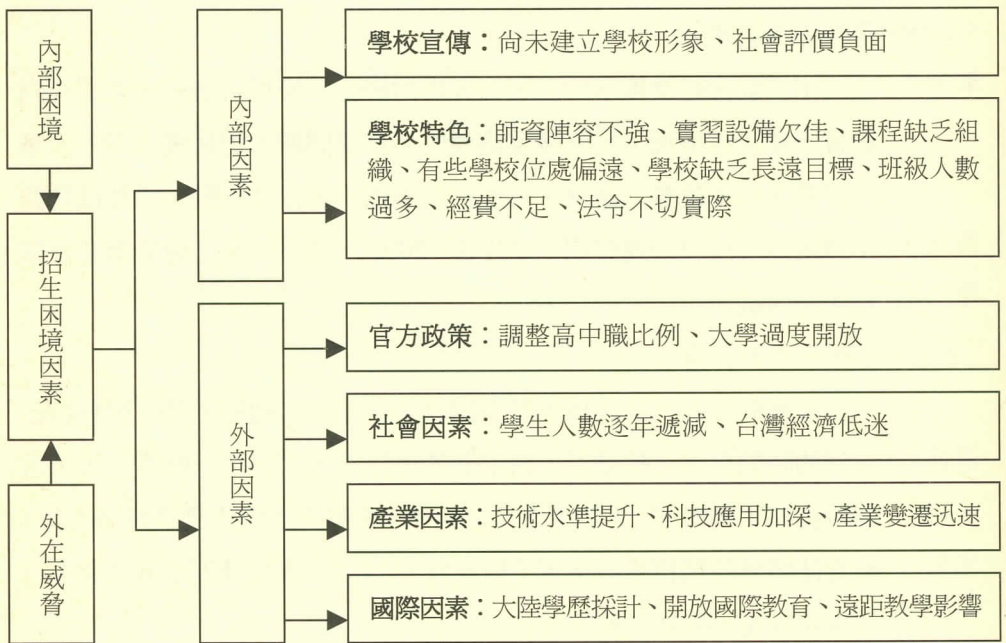 內部困境
招生困境因素
外在威脅
內部因素
學校宣傳：尚未建立學校形象、社會評價負面
學校特色：師資陣容不強、實習設備欠佳、課程缺乏組
織、有些學校位處偏遠、學校缺乏長遠目標、班級人數
過多、經費不足、法令不切實際
外部因素
官方政策：調整高中職比例、大學過度開放
社會因素：學生人數逐年遞減、台灣經濟低迷
產業因素：技術水準提升、科技應用加深、產業變遷迅速
國際因素：大陸學歷採計、開放國際教育、遠距教學影響